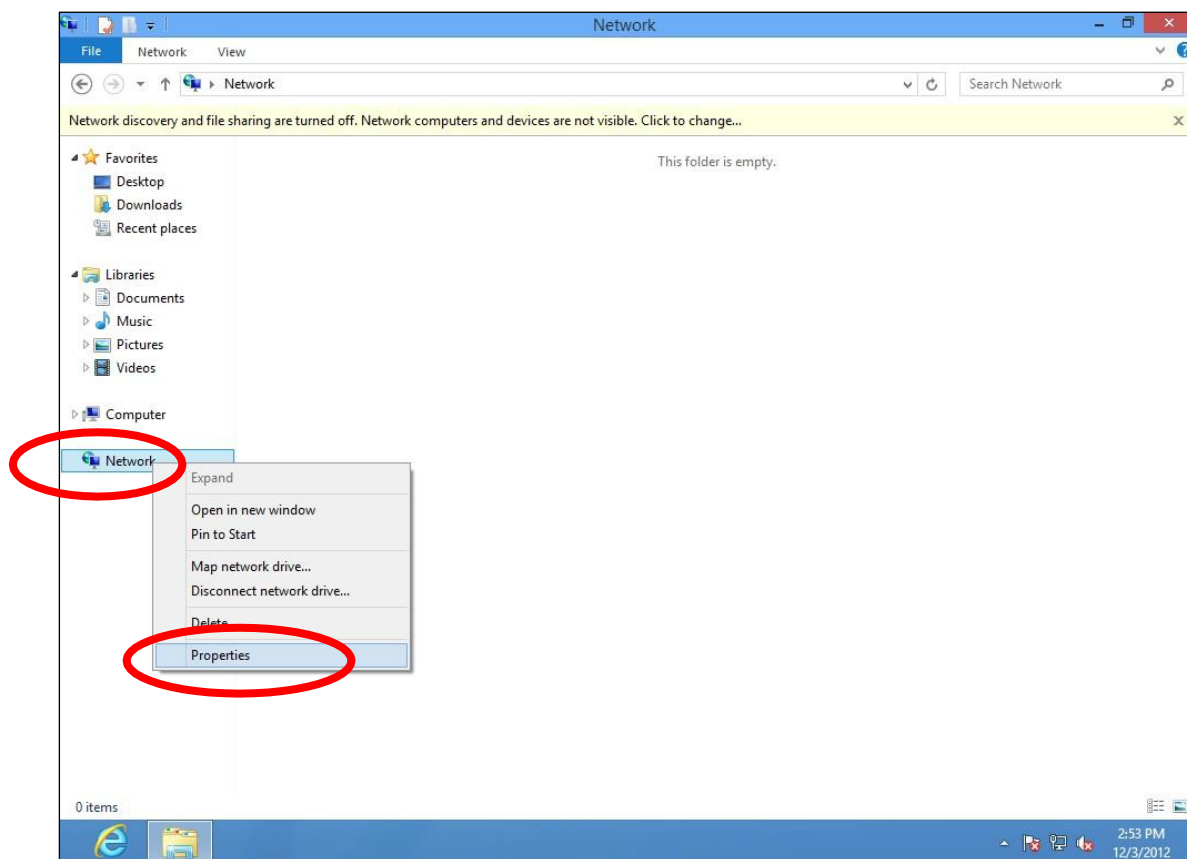 Network
File Network View
Network
Search Network
Network discovery and file sharing are turned off. Network computers and devices are not visible. Click to change...
Favorites
This folder is empty.
Desktop
Downloads
Recent places
Libraries
Documents
Music
Pictures
Videos
Computer
Network
Expand
Open in new window
Pin to Start
Map network drive...
Disconnect network drive...
Delete
Properties
0 items
2:53 PM
12/3/2012